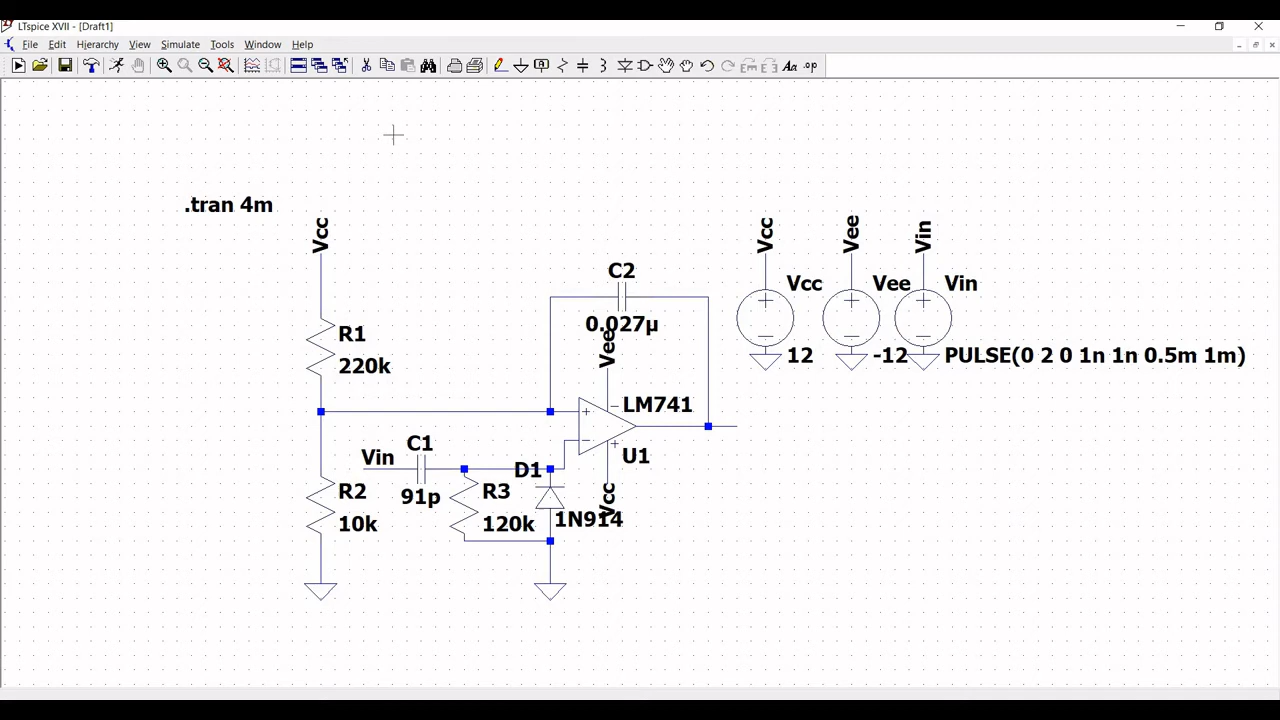 LTspice XVII - [Draft1]
File Edit Hierarchy View Simulate Tools Window Help
Aa .op
.tran 4m
Vcc
Vcc
Vee
Vin
C2
Vcc
Vee
Vin
0.027µ
Vee
R1
12
-12
PULSE(0 2 0 1n 1n 0.5m 1m)
220k
LM741
C1
Vin
U1
D1
91p
R2
R3
Vcc
10k
120k
1N914